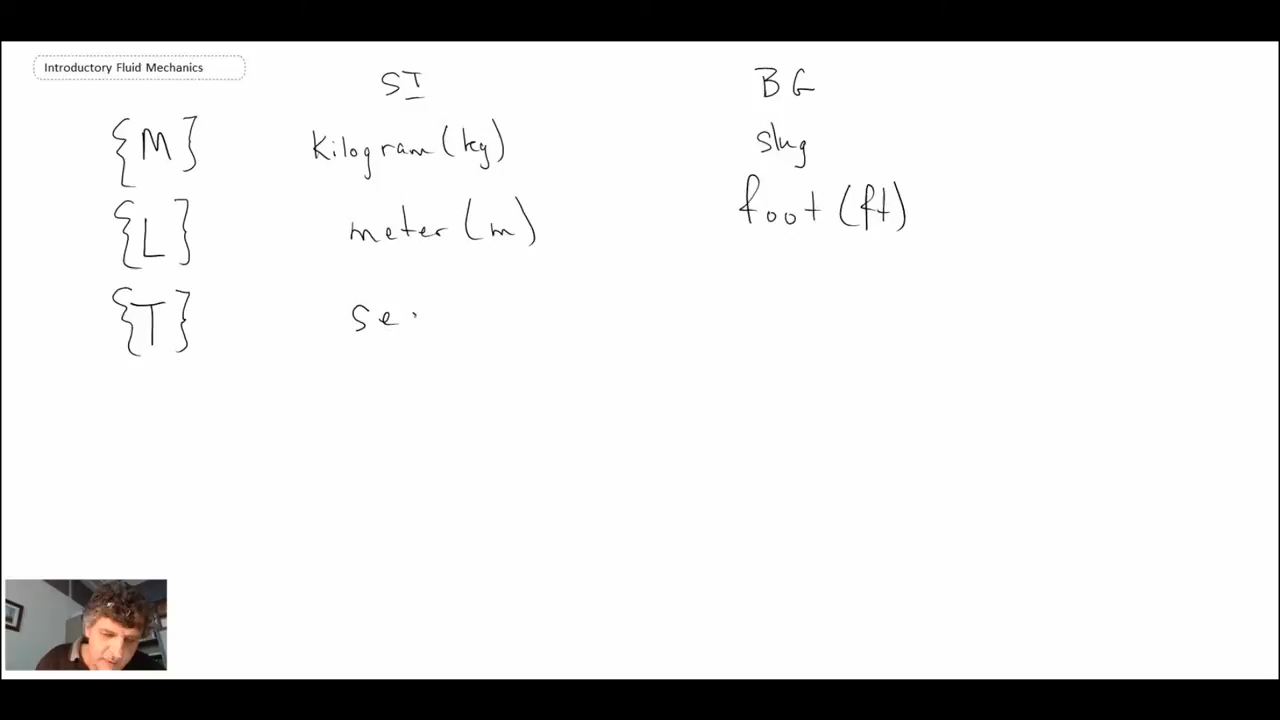 Introductory Fluid Mechanics
SI BG
{M} Kilogram (kg) slug
{L} meter (m) foot (ft)
{T} se